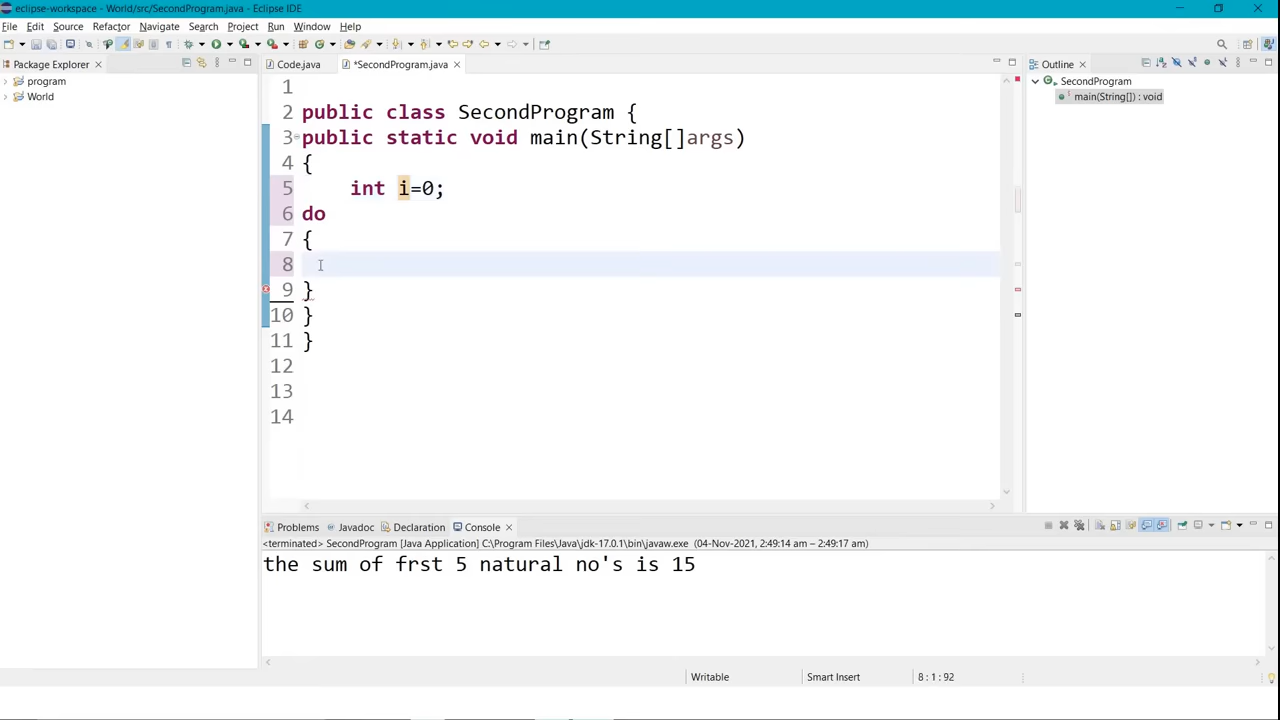 eclipse-workspace - World/src/SecondProgram.java - Eclipse IDE
File Edit Source Refactor Navigate Search Project Run Window Help
Package Explorer
program
World
Code.java *SecondProgram.java
1
2 public class SecondProgram {
3 public static void main(String[]args)
4 {
5 int i=0;
6 do
7 {
8
9 }
10 }
11 }
12
13
14
Outline
SecondProgram
main(String[]) : void
Problems Javadoc Declaration Console
<terminated> SecondProgram [Java Application] C:\Program Files\Java\jdk-17.0.1\bin\javaw.exe (04-Nov-2021, 2:49:14 am – 2:49:17 am)
the sum of frst 5 natural no's is 15
Writable Smart Insert 8 : 1 : 92